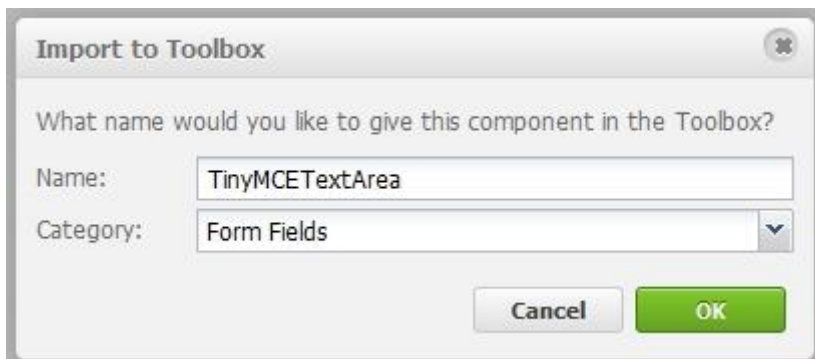 Import to Toolbox
What name would you like to give this component in the Toolbox?
Name: TinyMCETextArea
Category: Form Fields
Cancel OK